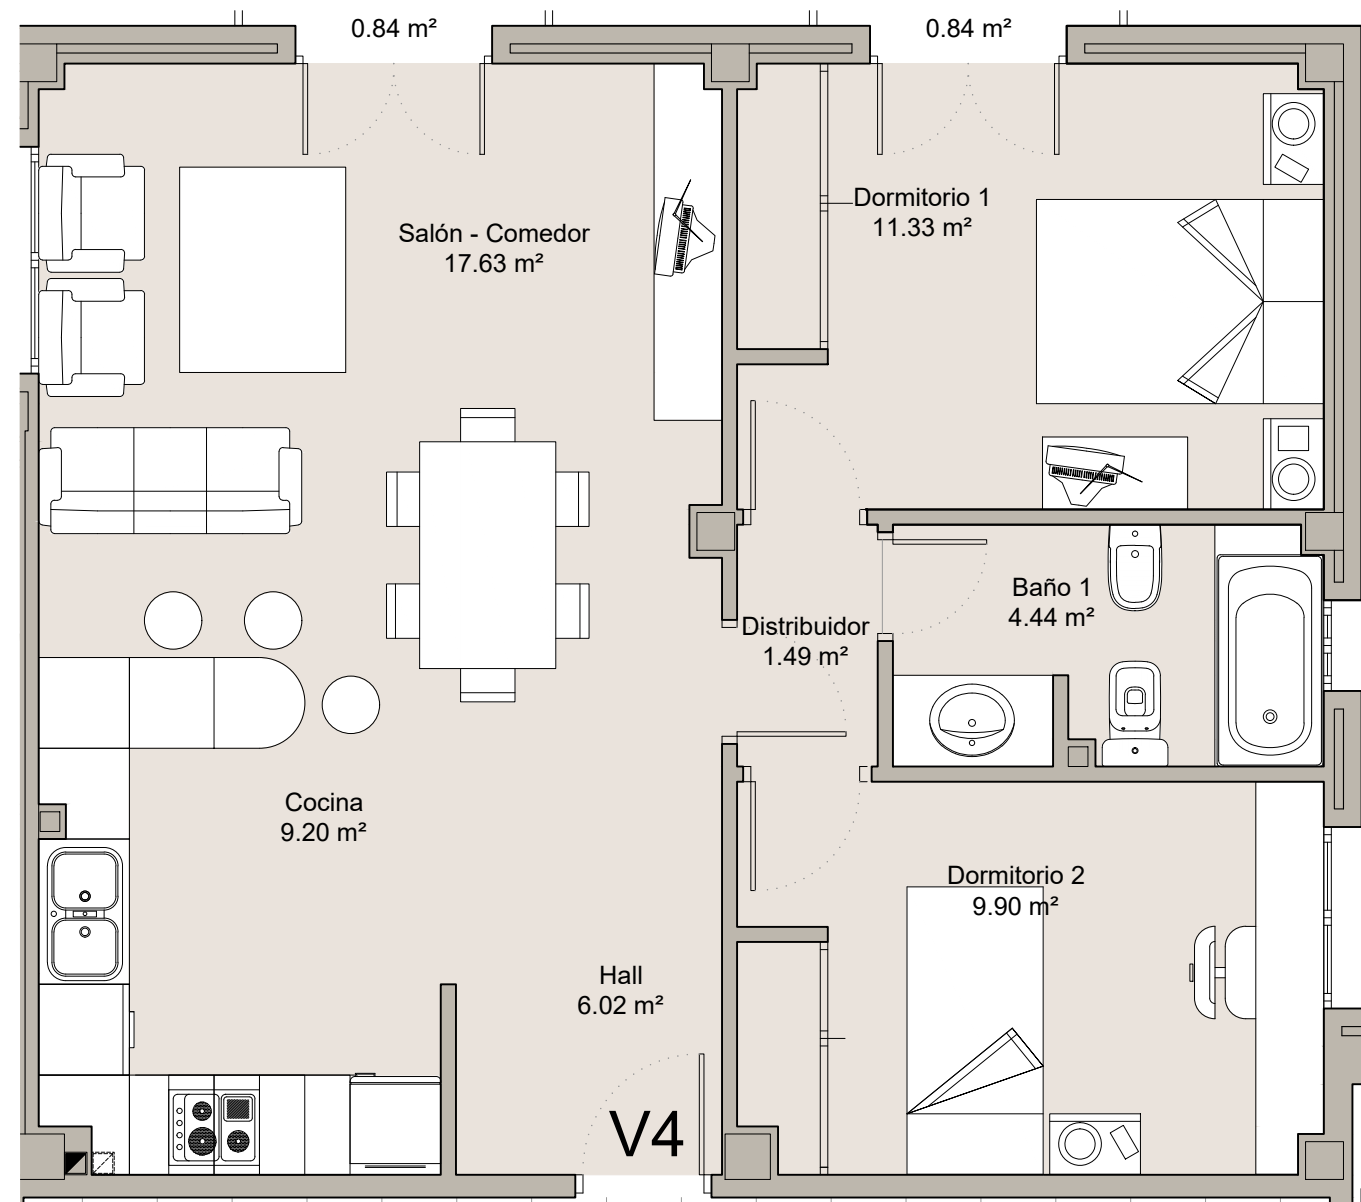 0.84 m²
0.84 m²
Dormitorio 1
11.33 m²
Salón - Comedor
17.63 m²
Baño 1
4.44 m²
Distribuidor
1.49 m²
Cocina
9.20 m²
Dormitorio 2
9.90 m²
Hall
6.02 m²
V4